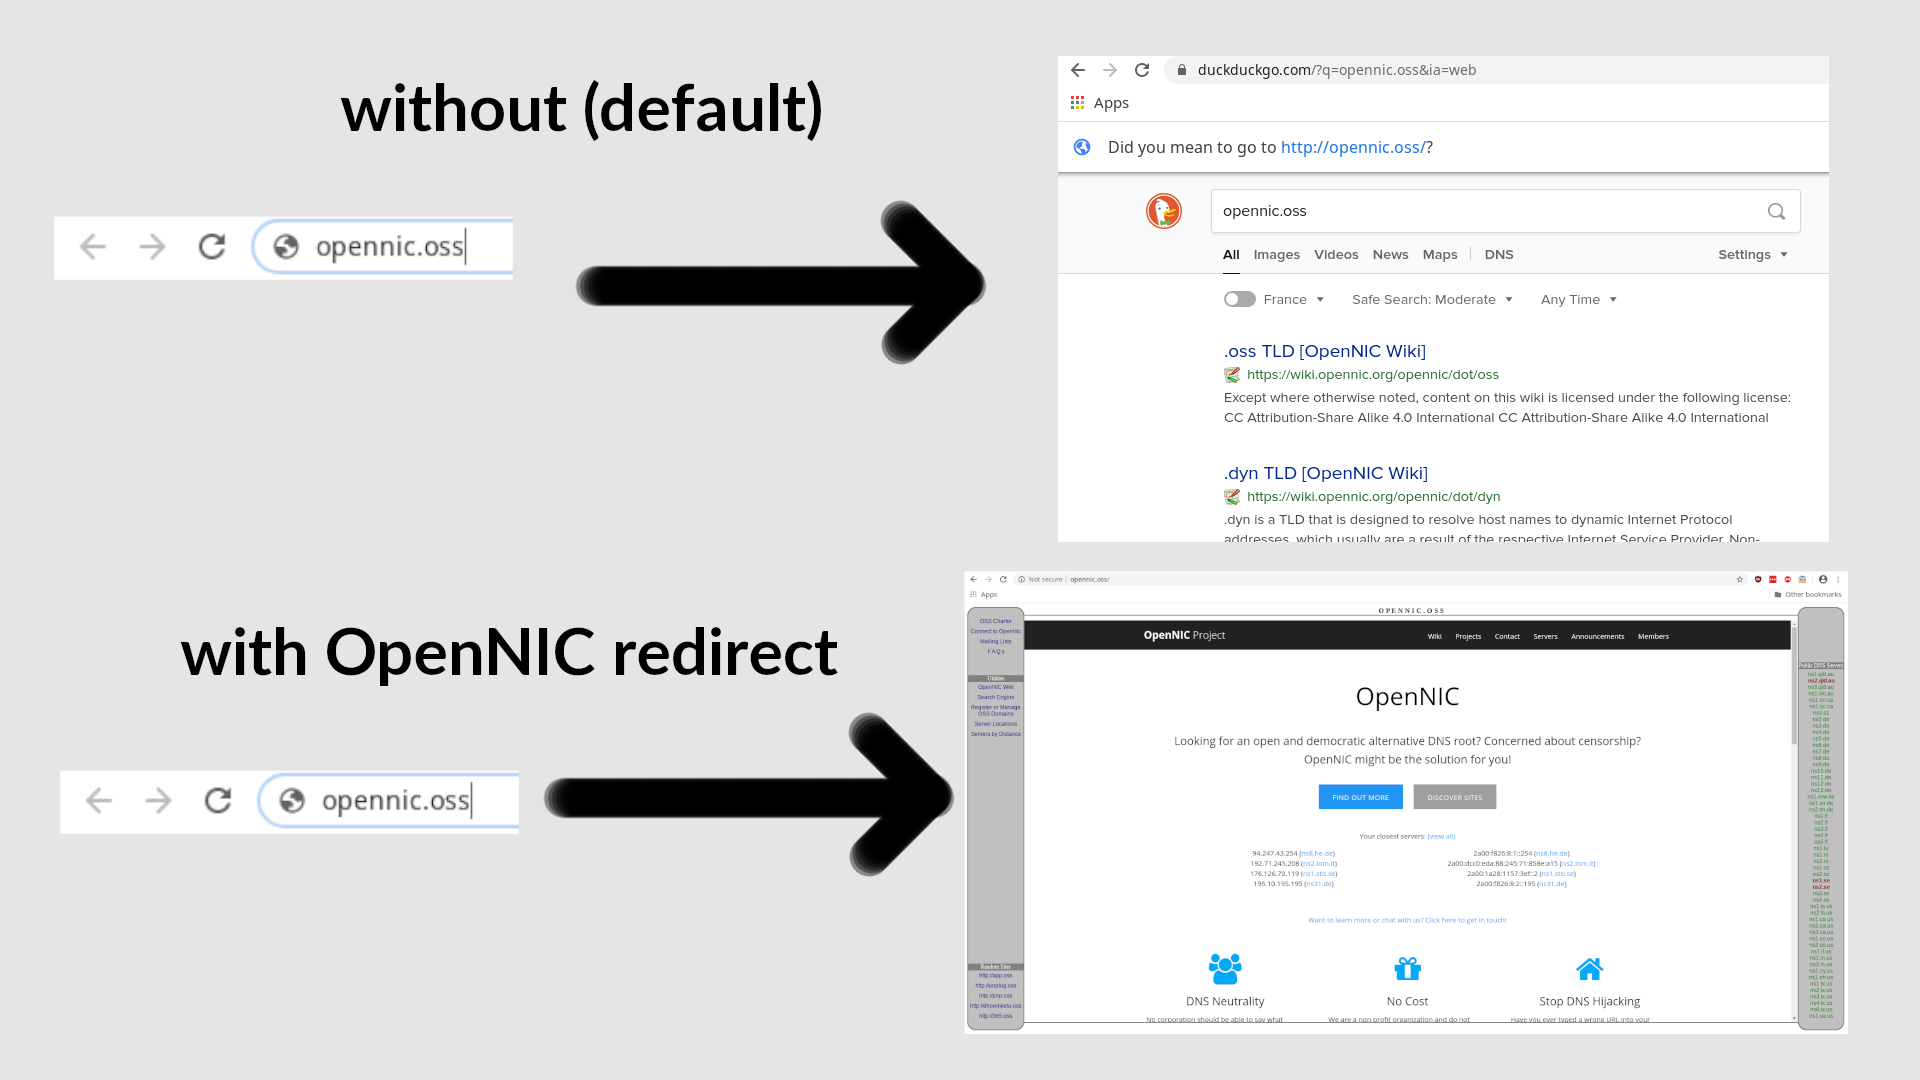 without (default)
opennic.oss
duckduckgo.com/?q=opennic.oss&ia=web
Apps
Did you mean to go to http://opennic.oss/?
opennic.oss
All Images Videos News Maps DNS Settings
France Safe Search: Moderate Any Time
.oss TLD [OpenNIC Wiki]
https://wiki.opennic.org/opennic/dot/oss
Except where otherwise noted, content on this wiki is licensed under the following license:
CC Attribution-Share Alike 4.0 International CC Attribution-Share Alike 4.0 International
.dyn TLD [OpenNIC Wiki]
https://wiki.opennic.org/opennic/dot/dyn
.dyn is a TLD that is designed to resolve host names to dynamic Internet Protocol
addresses, which usually are a result of the respective Internet Service Provider. Non-
with OpenNIC redirect
opennic.oss
Not secure opennic.oss/
Apps
Other bookmarks
OPENNIC.OSS
OSS Charter
Connect to OpenNic
Mailing Lists
F A Q s
Utilities
OpenNIC Wiki
Search Engine
Register or Manage
OSS Domains
Server Locations
Servers by Distance
Random Sites
http://app.oss
http://unplug.oss
http://pnp.oss
OpenNIC Project
Wiki Projects Contact Servers Announcements Members
OpenNIC
Looking for an open and democratic alternative DNS root? Concerned about censorship?
OpenNIC might be the solution for you!
FIND OUT MORE DISCOVER SITES
Your closest servers: (view all)
94.247.43.254 (ns8.he.de)
192.71.245.208 (ns2.lom.it)
176.126.70.119 (ns1.sto.se)
195.10.195.195 (ns31.de)
2a00:f826:8:1::254 (ns8.he.de)
2a00:dcc0:eda:88:245:71:858e:a15 (ns2.lom.it)
2a00:1a28:1157:3ef::2 (ns1.sto.se)
2a00:f826:8:2::195 (ns31.de)
Want to learn more or chat with us? Click here to get in touch!
DNS Neutrality
No corporation should be able to say what
No Cost
We are a non profit organization and do not
Stop DNS Hijacking
Have you ever typed a wrong URL into your
Public DNS Servers